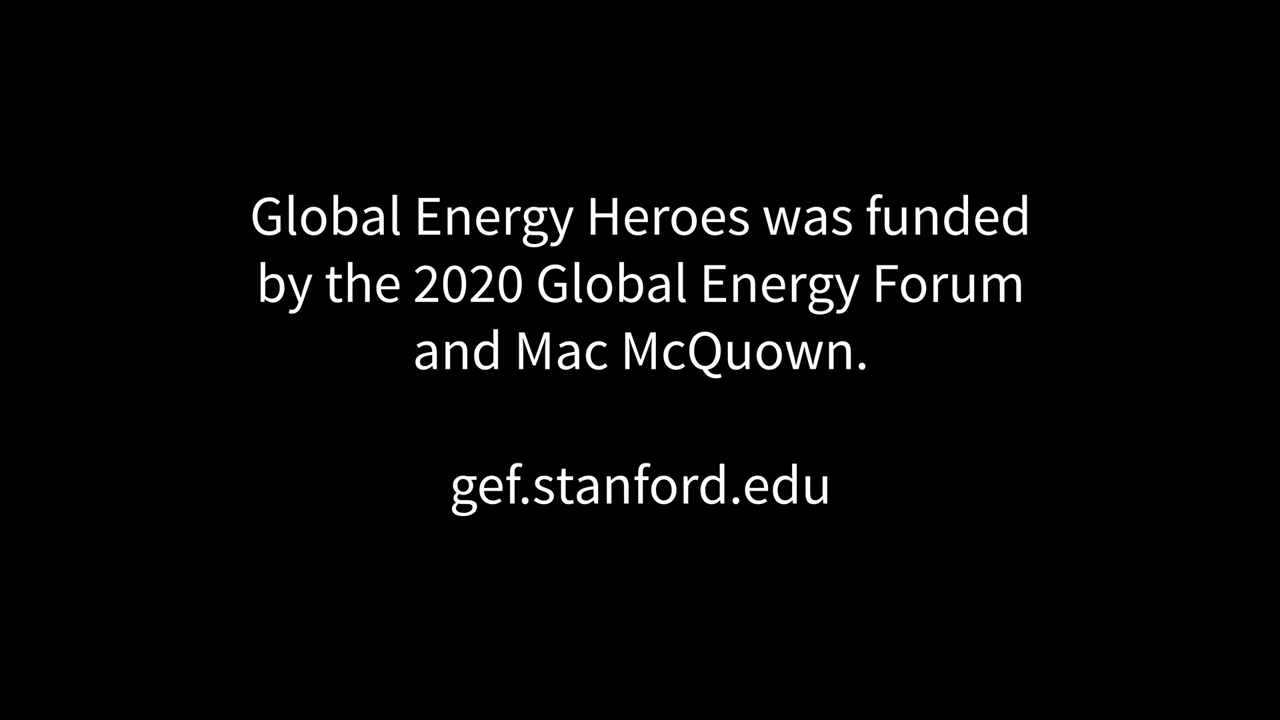 Global Energy Heroes was funded
by the 2020 Global Energy Forum
and Mac McQuown.
gef.stanford.edu